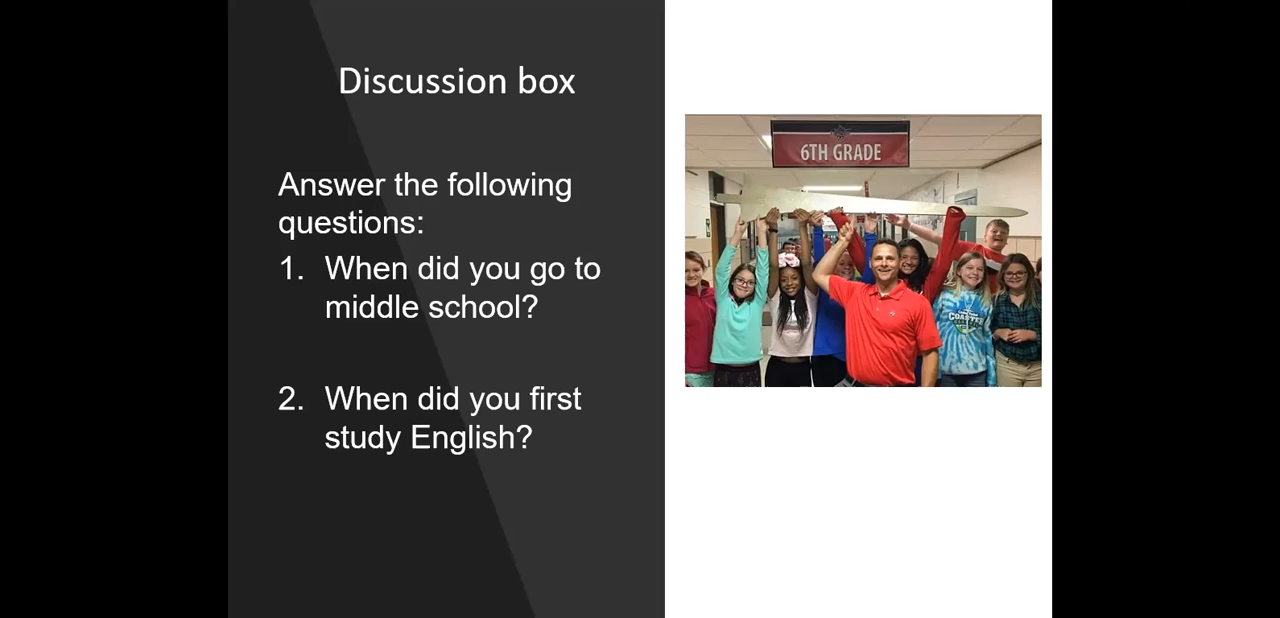 Discussion box
Answer the following
questions:
1. When did you go to
middle school?
2. When did you first
study English?
6TH GRADE
COASTER